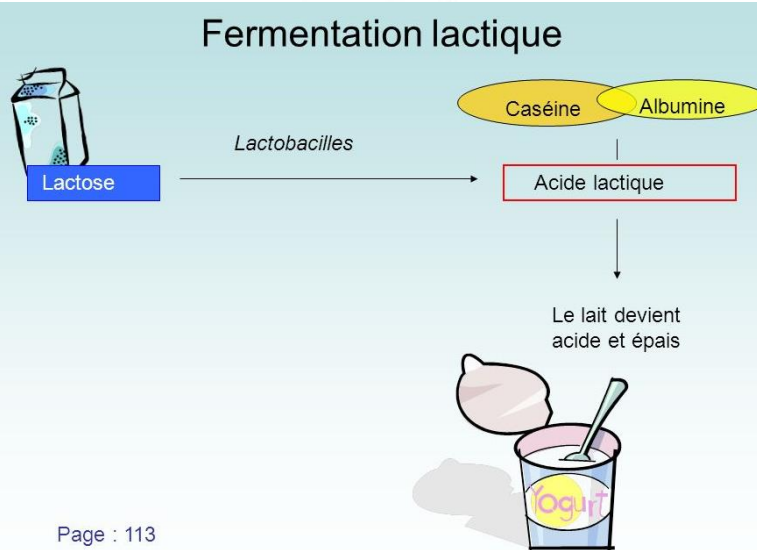 Fermentation lactique
Caséine
Albumine
Lactobacilles
Lactose
Acide lactique
Le lait devient
acide et épais
Yogurt
Page : 113